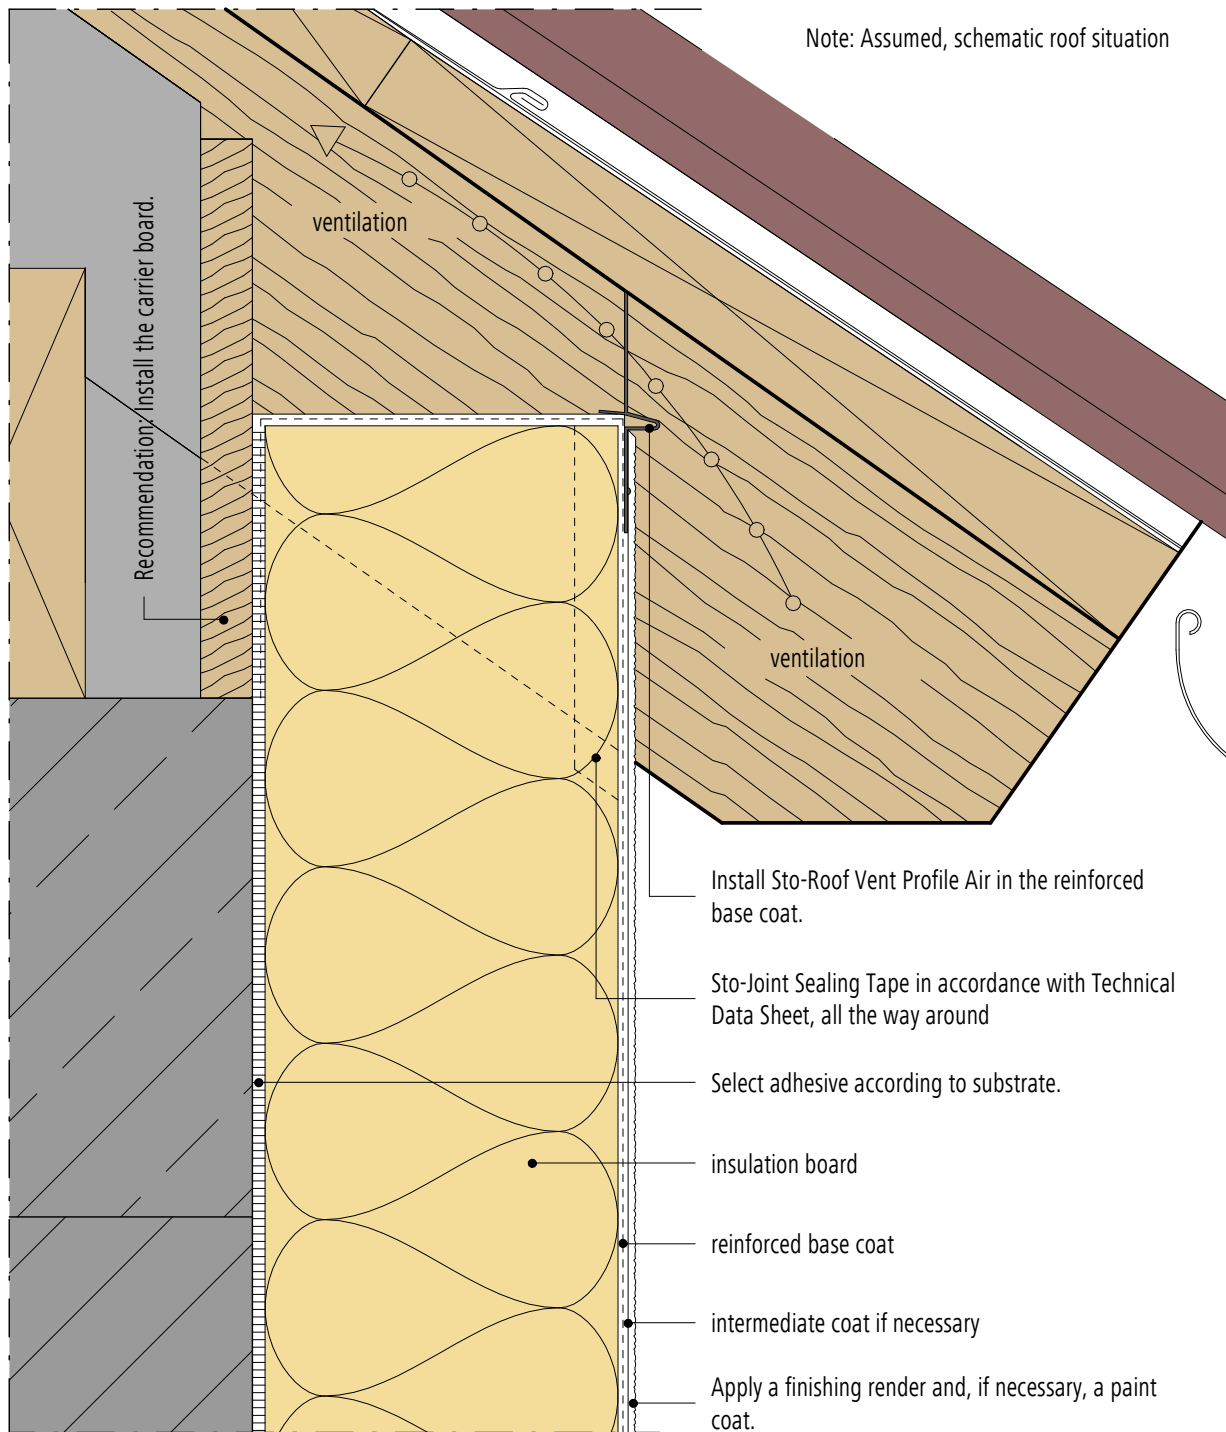 Note: Assumed, schematic roof situation
ventilation
Recommendation: Install the carrier board.
ventilation
Install Sto-Roof Vent Profile Air in the reinforced
base coat.
Sto-Joint Sealing Tape in accordance with Technical
Data Sheet, all the way around
Select adhesive according to substrate.
insulation board
reinforced base coat
intermediate coat if necessary
Apply a finishing render and, if necessary, a paint
coat.